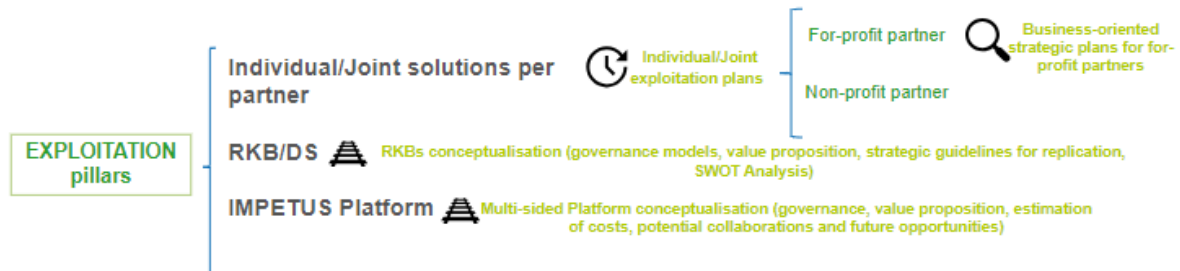 EXPLOITATION
pillars
Individual/Joint solutions per
partner
Individual/Joint
exploitation plans
For-profit partner
Business-oriented
strategic plans for for-
profit partners
Non-profit partner
RKB/DS
RKBs conceptualisation (governance models, value proposition, strategic guidelines for replication,
SWOT Analysis)
IMPETUS Platform
Multi-sided Platform conceptualisation (governance, value proposition, estimation
of costs, potential collaborations and future opportunities)